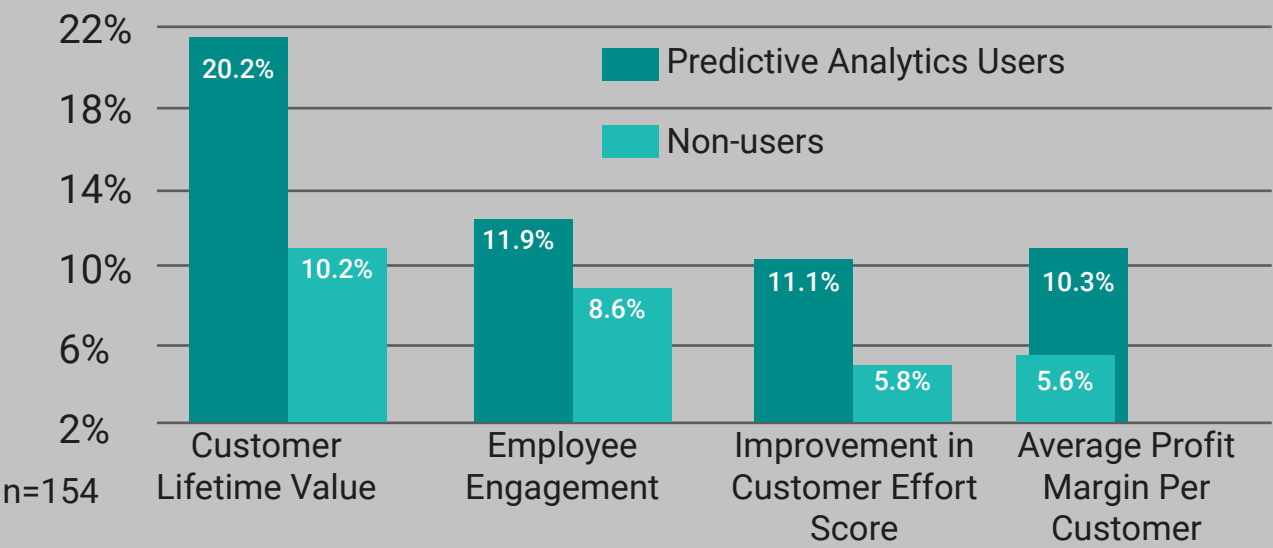 22%
18%
14%
10%
6%
2%
n=154
Predictive Analytics Users
Non-users
20.2%
10.2%
11.9%
8.6%
11.1%
5.8%
10.3%
5.6%
Customer
Lifetime Value
Employee
Engagement
Improvement in
Customer Effort
Score
Average Profit
Margin Per
Customer